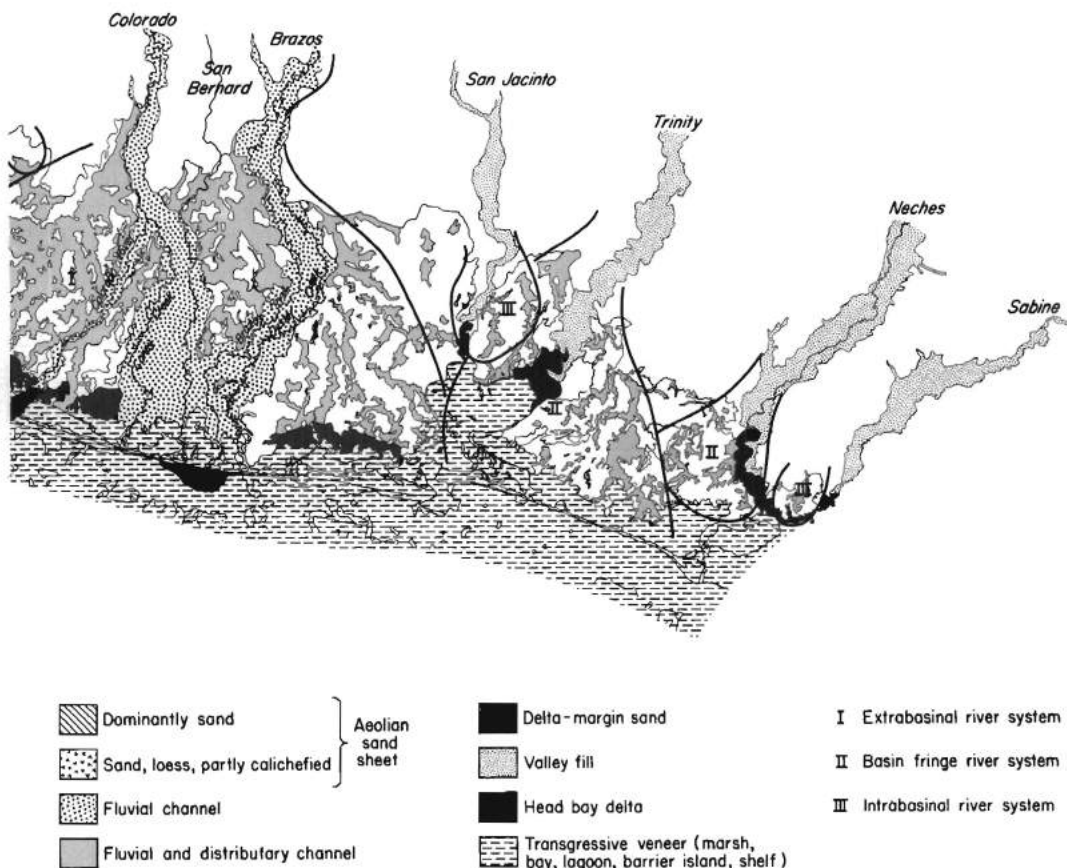 Colorado
San
Bernard
Brazos
San Jacinto
Trinity
Neches
Sabine
I
I
III
II
II
III
Dominantly sand
Sand, loess, partly calichefied
Aeolian
sand
sheet
Fluvial channel
Fluvial and distributary channel
Delta-margin sand
Valley fill
Head bay delta
Transgressive veneer (marsh,
bay, lagoon, barrier island, shelf)
I Extrabasinal river system
II Basin fringe river system
III Intrabasinal river system